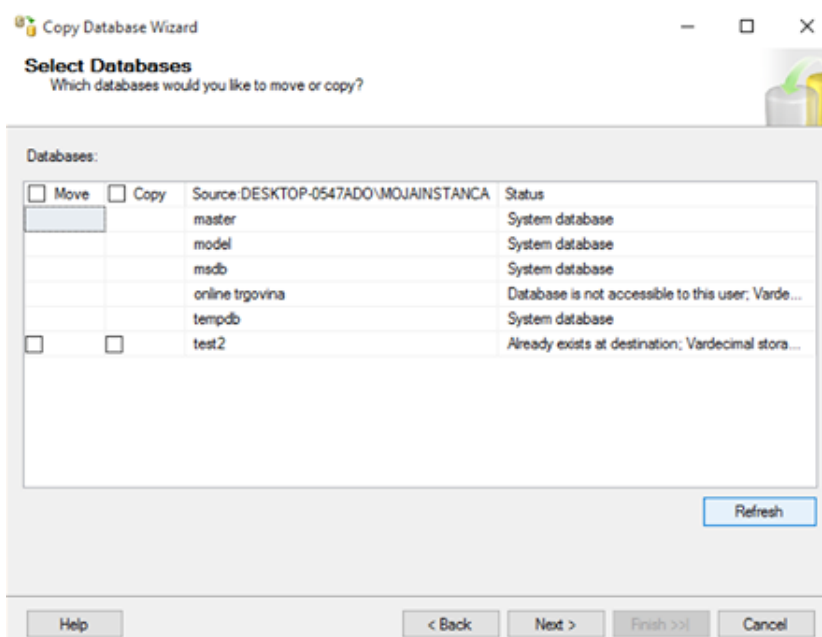 Copy Database Wizard
Select Databases
Which databases would you like to move or copy?
Databases:
Move Copy Source:DESKTOP-0547ADO\MOJAINSTANCA Status
master System database
model System database
msdb System database
online trgovina Database is not accessible to this user; Varde...
tempdb System database
test2 Already exists at destination; Vardecimal stora...
Refresh
Help < Back Next > Finish >>| Cancel